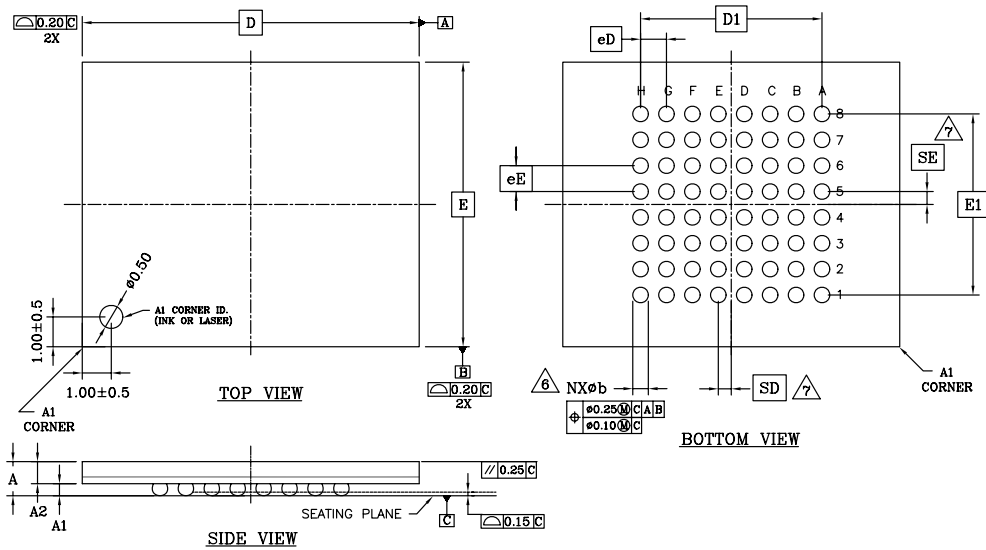 0.20 C
2X
D
A
E
ø0.50
A1 CORNER ID.
(INK OR LASER)
1.00±0.5
1.00±0.5
A1
CORNER
TOP VIEW
B
0.20 C
2X
D1
eD
H G F E D C B A
8
7
6
5
4
3
2
1
7
SE
eE
E1
6 NXøb
SD 7
ø0.25 M C A B
ø0.10 M C
A1
CORNER
BOTTOM VIEW
A
A2
A1
// 0.25 C
SEATING PLANE
C
0.15 C
SIDE VIEW